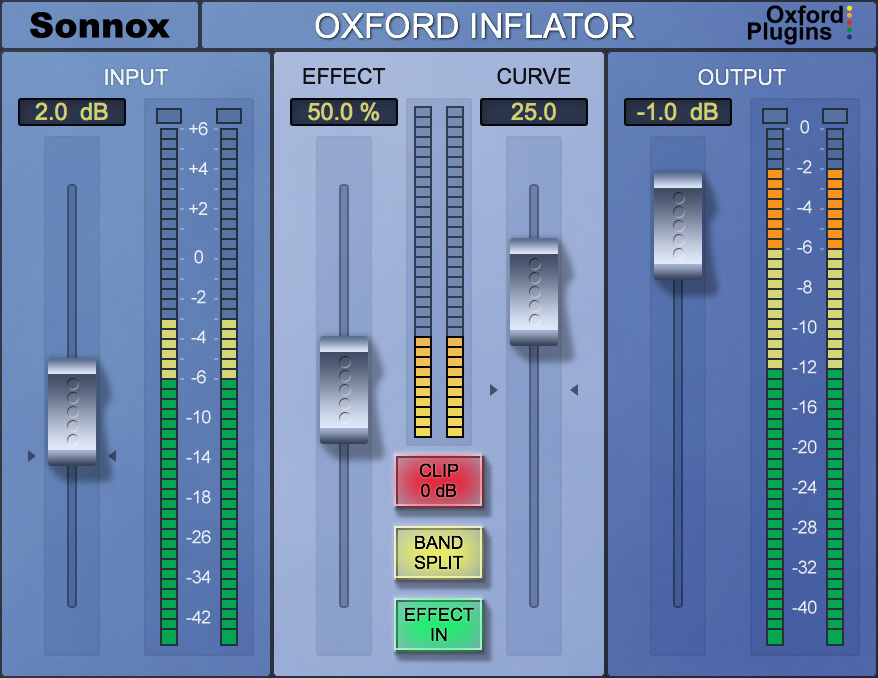 Sonnox
OXFORD INFLATOR
Oxford
Plugins
INPUT
2.0 dB
+6
+4
+2
0
-2
-4
-6
-10
-14
-18
-26
-34
-42
EFFECT
50.0 %
CURVE
25.0
CLIP
0 dB
BAND
SPLIT
EFFECT
IN
OUTPUT
-1.0 dB
0
-2
-4
-6
-8
-10
-12
-16
-20
-24
-28
-32
-40